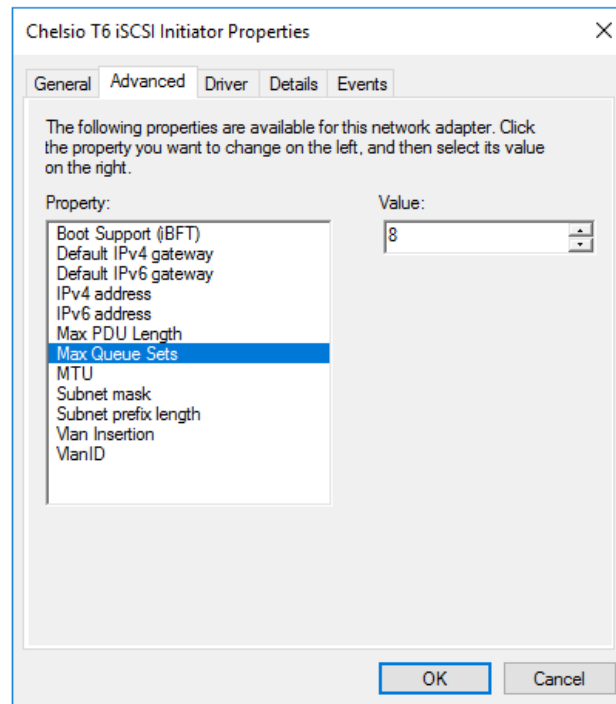 Chelsio T6 iSCSI Initiator Properties
General Advanced Driver Details Events
The following properties are available for this network adapter. Click
the property you want to change on the left, and then select its value
on the right.
Property:
Value:
Boot Support (iBFT)
Default IPv4 gateway
Default IPv6 gateway
IPv4 address
IPv6 address
Max PDU Length
Max Queue Sets
MTU
Subnet mask
Subnet prefix length
Vlan Insertion
VlanID
8
OK
Cancel